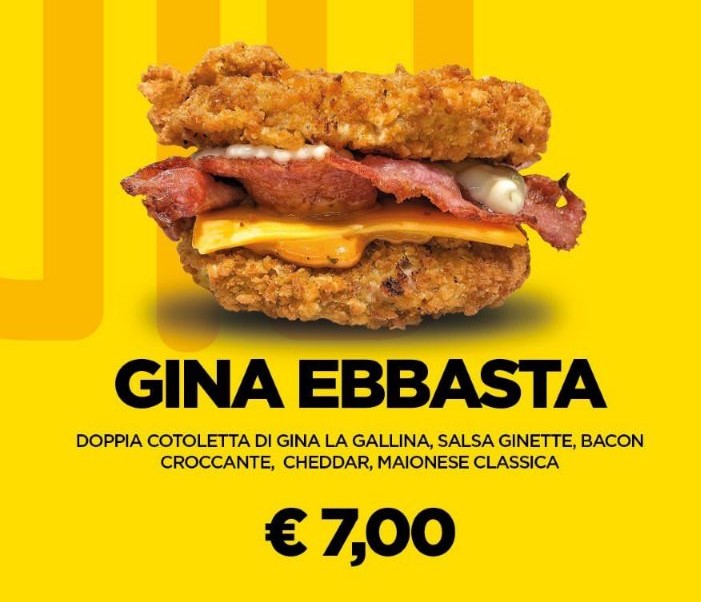 GINA EBBASTA
DOPPIA COTOLETTA DI GINA LA GALLINA, SALSA GINETTE, BACON
CROCCANTE, CHEDDAR, MAIONESE CLASSICA
€ 7,00